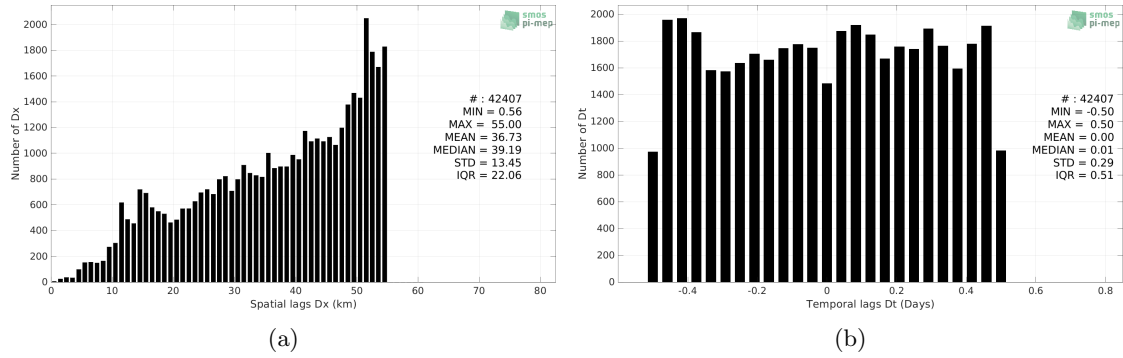 smos
pi-mep
2000
1800
1600
1400
1200
1000
800
600
400
200
0
Number of Dx
# : 42407
MIN = 0.56
MAX = 55.00
MEAN = 36.73
MEDIAN = 39.19
STD = 13.45
IQR = 22.06
0 10 20 30 40 50 60 70 80
Spatial lags Dx (km)
(a)
smos
pi-mep
2000
1800
1600
1400
1200
1000
800
600
400
200
0
Number of Dt
# : 42407
MIN = -0.50
MAX = 0.50
MEAN = 0.00
MEDIAN = 0.01
STD = 0.29
IQR = 0.51
-0.4 -0.2 0 0.2 0.4 0.6 0.8
Temporal lags Dt (Days)
(b)